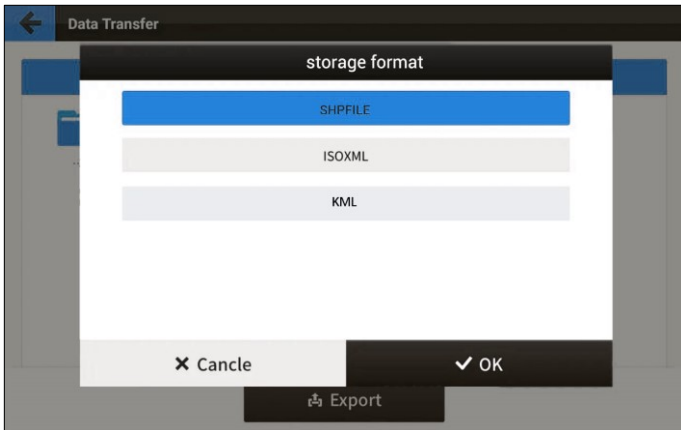 Data Transfer
storage format
SHPFILE
ISOXML
KML
Cancle
OK
Export